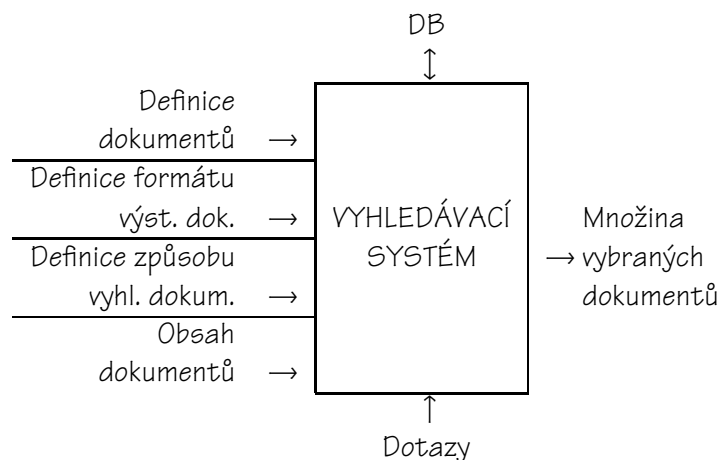 DB
Definice
dokumentů →
Definice formátu
výst. dok. →
Definice způsobu
vyhl. dokum. →
Obsah
dokumentů →
VYHLEDÁVACÍ
SYSTÉM
Množina
→ vybraných
dokumentů
Dotazy